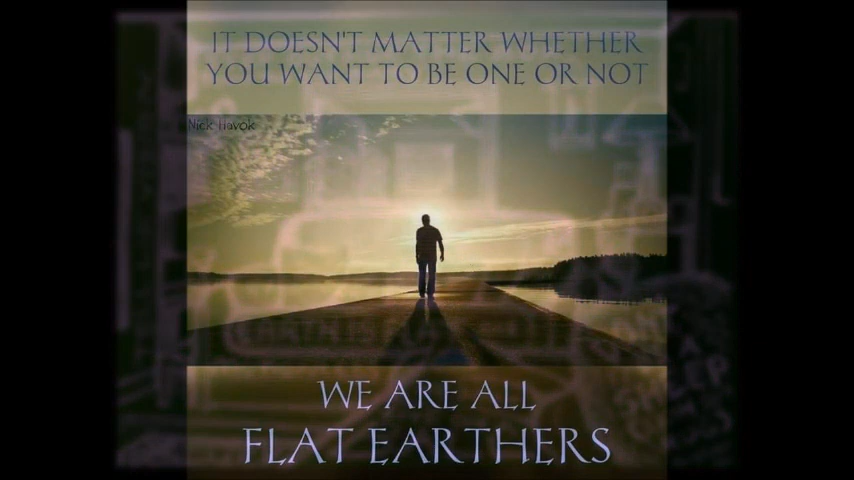 IT DOESN'T MATTER WHETHER
YOU WANT TO BE ONE OR NOT
Nick Havok
WE ARE ALL
FLAT EARTHERS